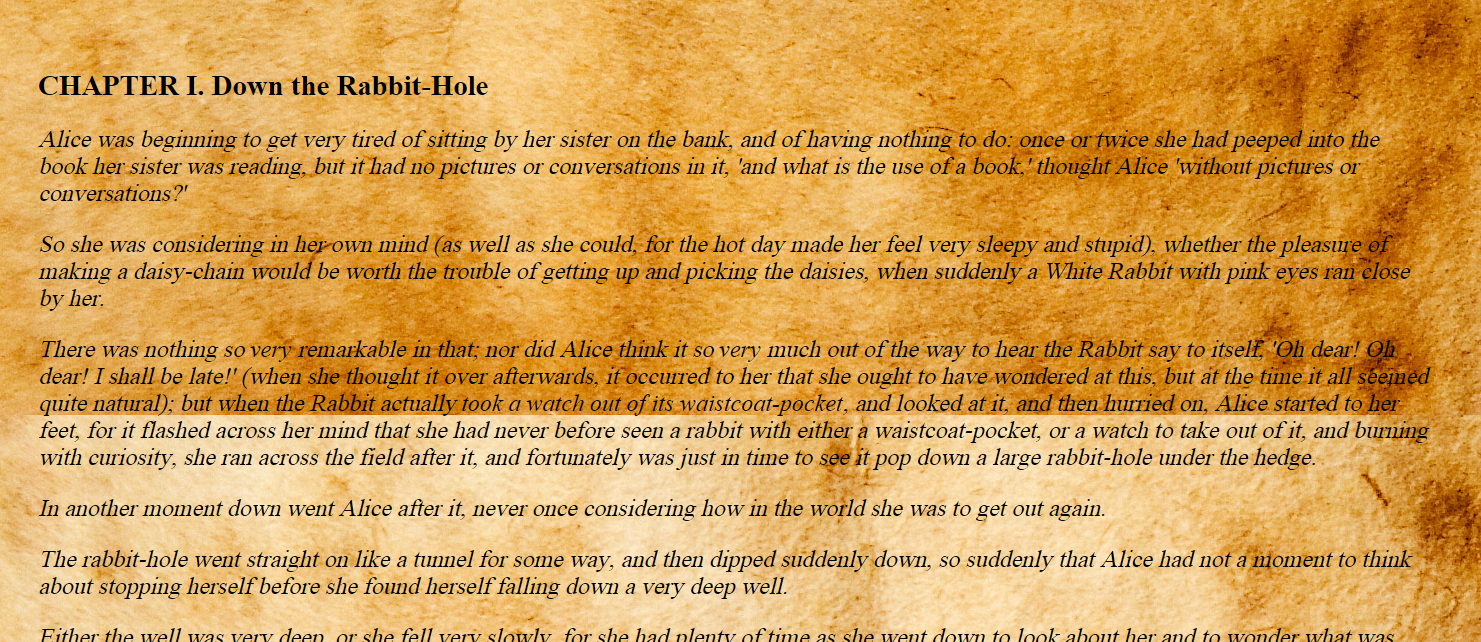 CHAPTER I. Down the Rabbit-Hole
Alice was beginning to get very tired of sitting by her sister on the bank, and of having nothing to do: once or twice she had peeped into the
book her sister was reading, but it had no pictures or conversations in it, 'and what is the use of a book,' thought Alice 'without pictures or
conversations?'
So she was considering in her own mind (as well as she could, for the hot day made her feel very sleepy and stupid), whether the pleasure of
making a daisy-chain would be worth the trouble of getting up and picking the daisies, when suddenly a White Rabbit with pink eyes ran close
by her.
There was nothing so very remarkable in that; nor did Alice think it so very much out of the way to hear the Rabbit say to itself, 'Oh dear! Oh
dear! I shall be late!' (when she thought it over afterwards, it occurred to her that she ought to have wondered at this, but at the time it all seemed
quite natural); but when the Rabbit actually took a watch out of its waistcoat-pocket, and looked at it, and then hurried on, Alice started to her
feet, for it flashed across her mind that she had never before seen a rabbit with either a waistcoat-pocket, or a watch to take out of it, and burning
with curiosity, she ran across the field after it, and fortunately was just in time to see it pop down a large rabbit-hole under the hedge.
In another moment down went Alice after it, never once considering how in the world she was to get out again.
The rabbit-hole went straight on like a tunnel for some way, and then dipped suddenly down, so suddenly that Alice had not a moment to think
about stopping herself before she found herself falling down a very deep well.
Either the well was very deep, or she fell very slowly, for she had plenty of time as she went down to look about her and to wonder what was